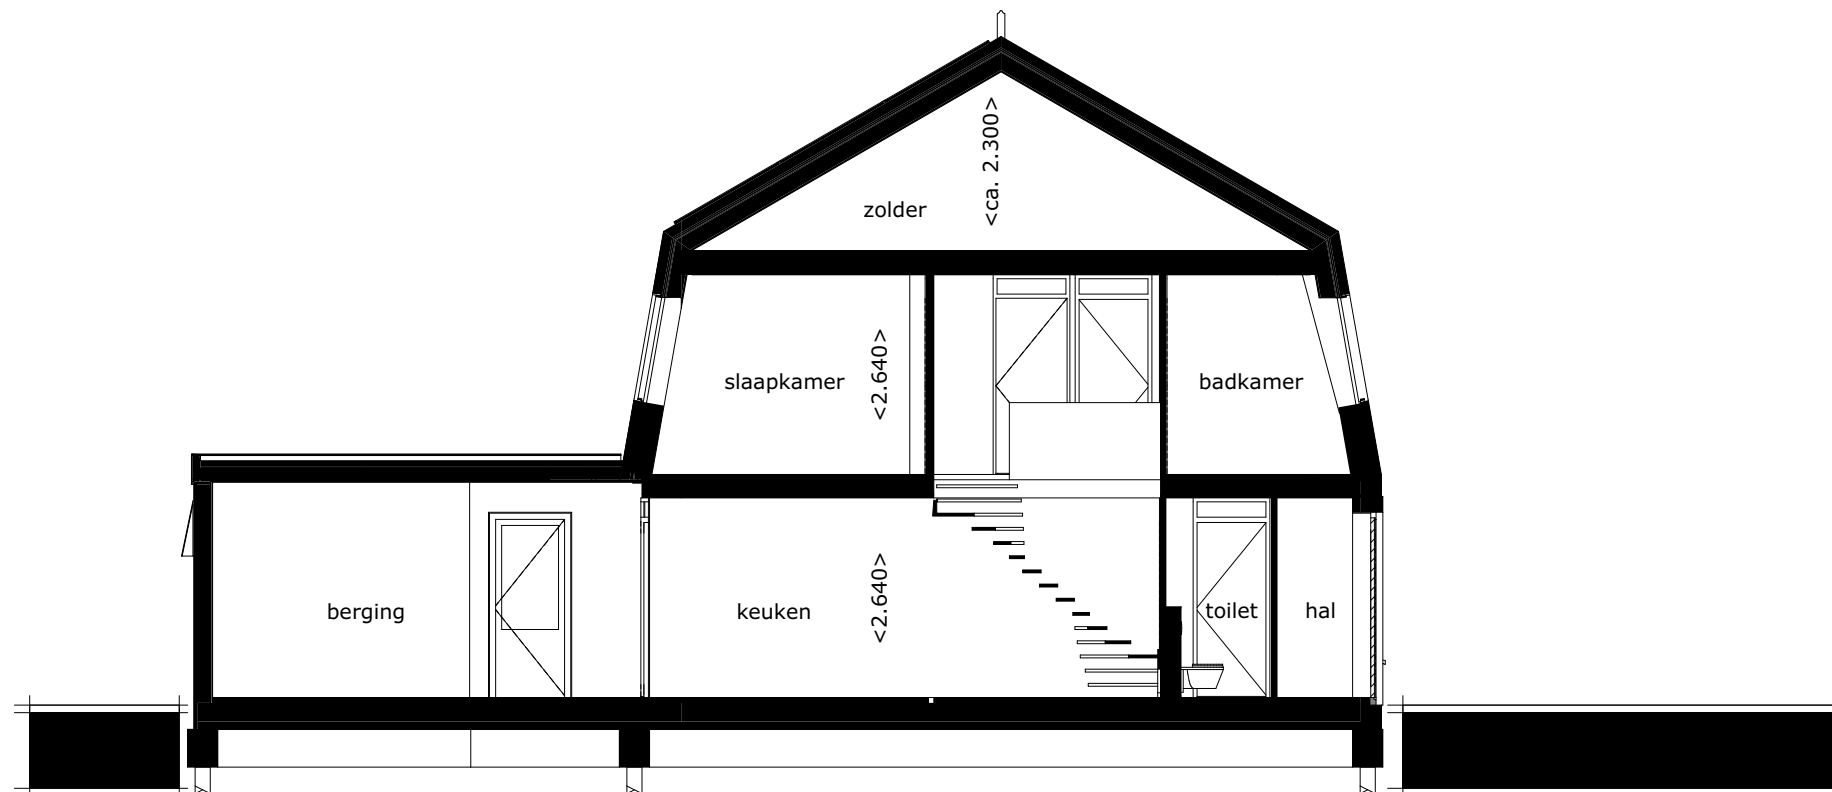 <ca. 2.300>
zolder
slaapkamer
<2.640>
badkamer
berging
keuken
<2.640>
toilet
hal